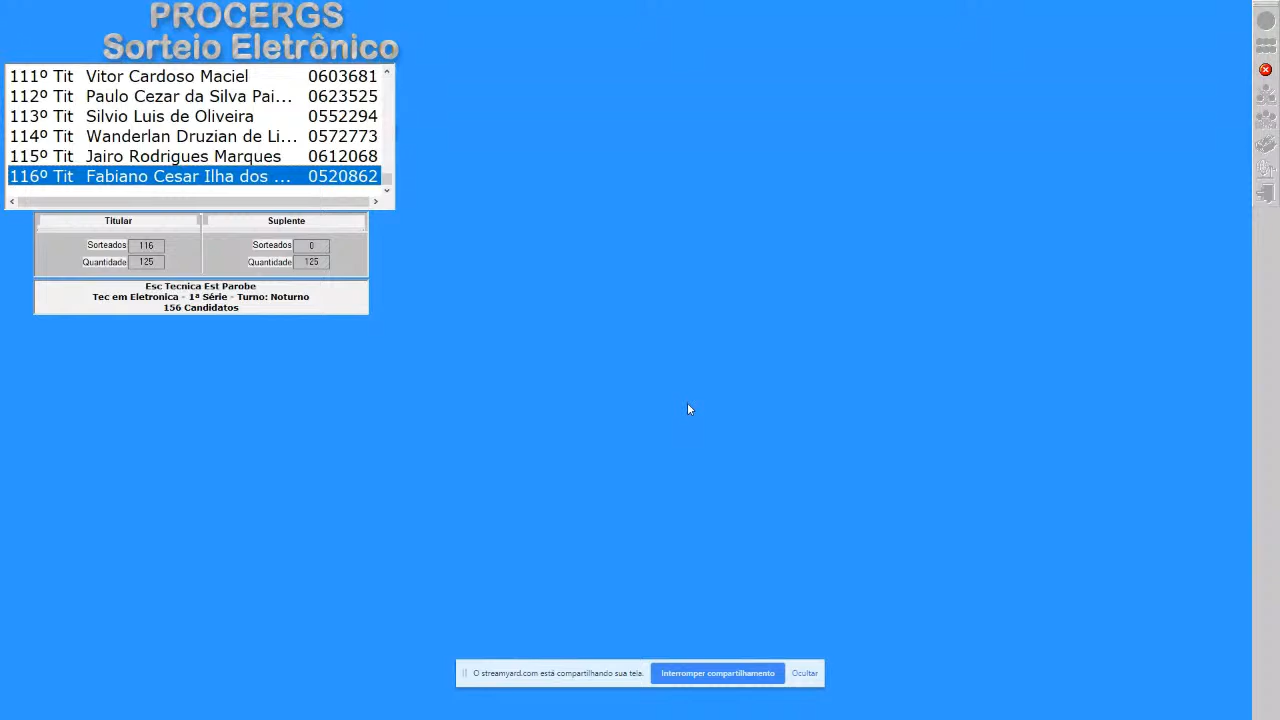 PROCERGS
Sorteio Eletrônico
111º Tit Vitor Cardoso Maciel 0603681
112º Tit Paulo Cezar da Silva Pai... 0623525
113º Tit Silvio Luis de Oliveira 0552294
114º Tit Wanderlan Druzian de Li... 0572773
115º Tit Jairo Rodrigues Marques 0612068
116º Tit Fabiano Cesar Ilha dos ... 0520862
Titular Suplente
Sorteados 116 Sorteados 0
Quantidade 125 Quantidade 125
Esc Tecnica Est Parobe
Tec em Eletronica - 1ª Série - Turno: Noturno
156 Candidatos
O streamyard.com está compartilhando sua tela. Interromper compartilhamento Ocultar